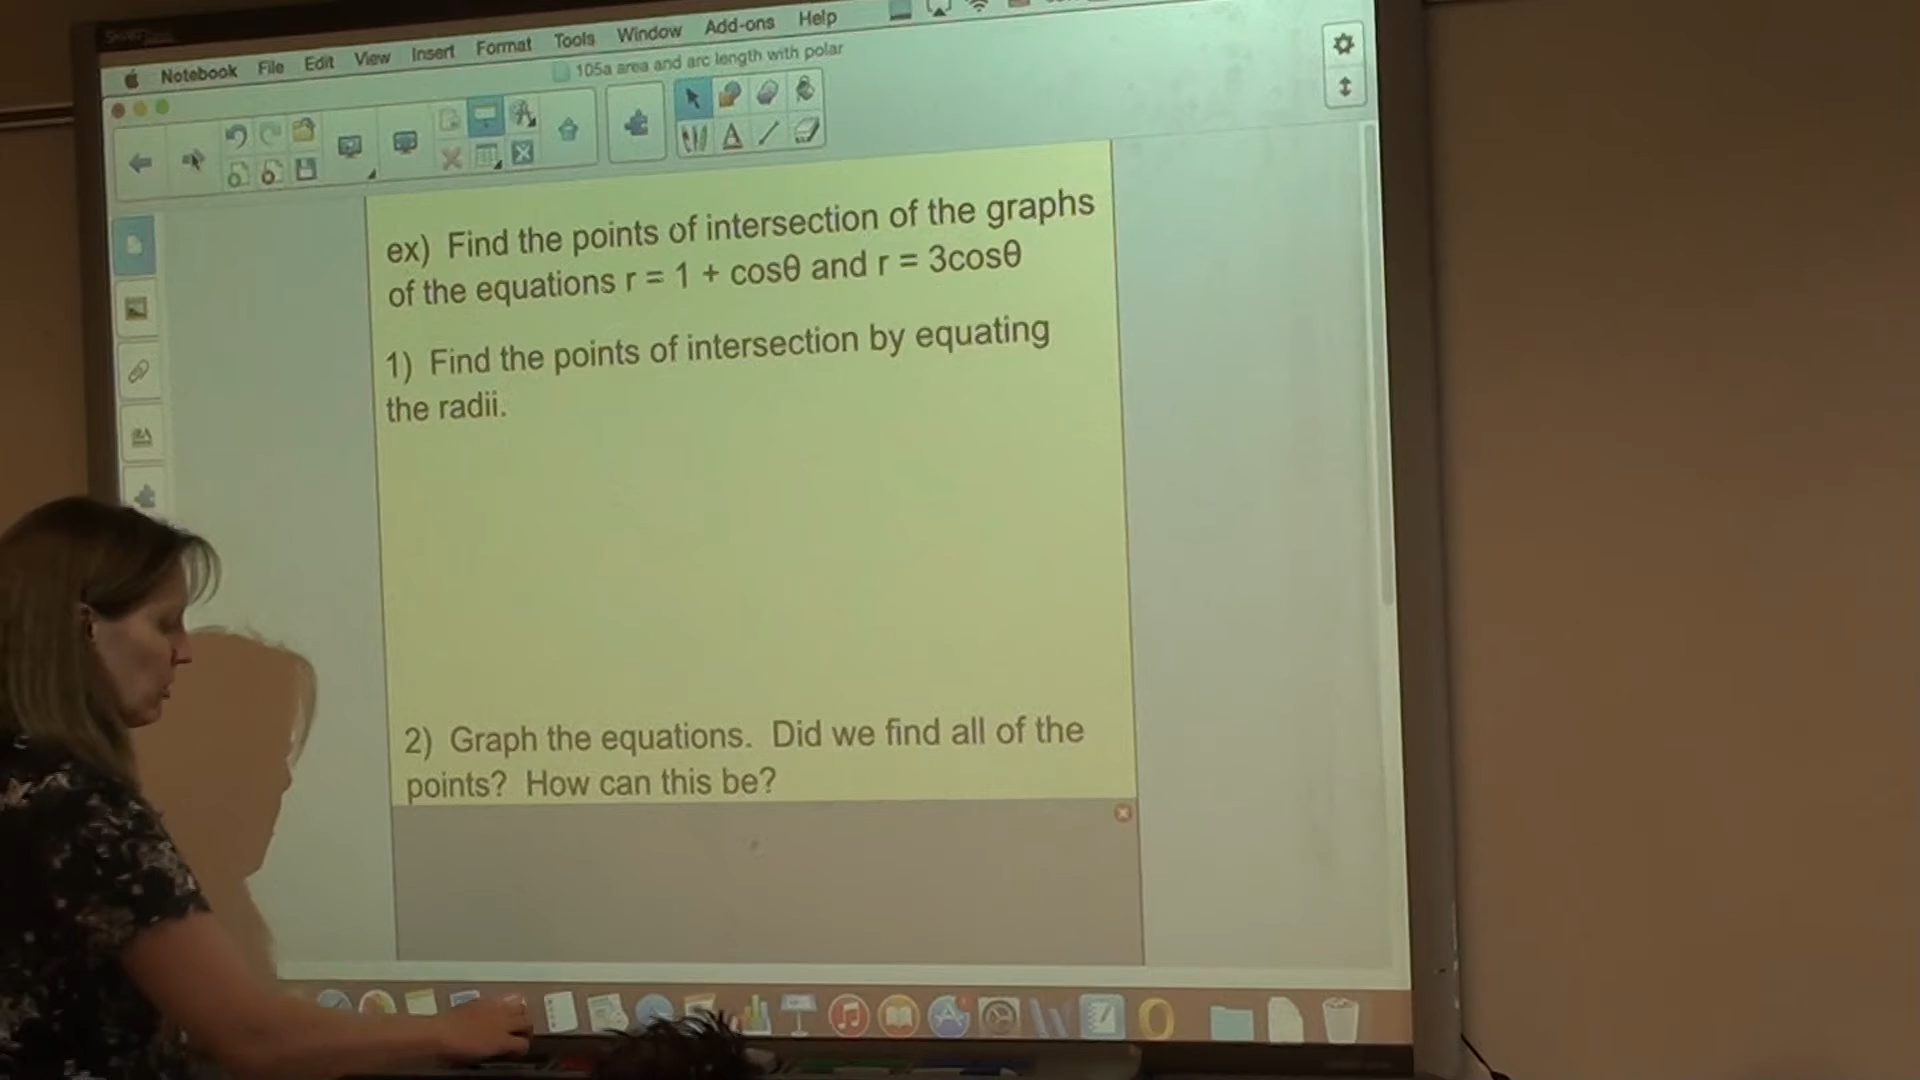 Notebook File Edit View Insert Format Tools Window Add-ons Help
105a area and arc length with polar
ex) Find the points of intersection of the graphs
of the equations r = 1 + cosθ and r = 3cosθ
1) Find the points of intersection by equating
the radii.
2) Graph the equations. Did we find all of the
points? How can this be?